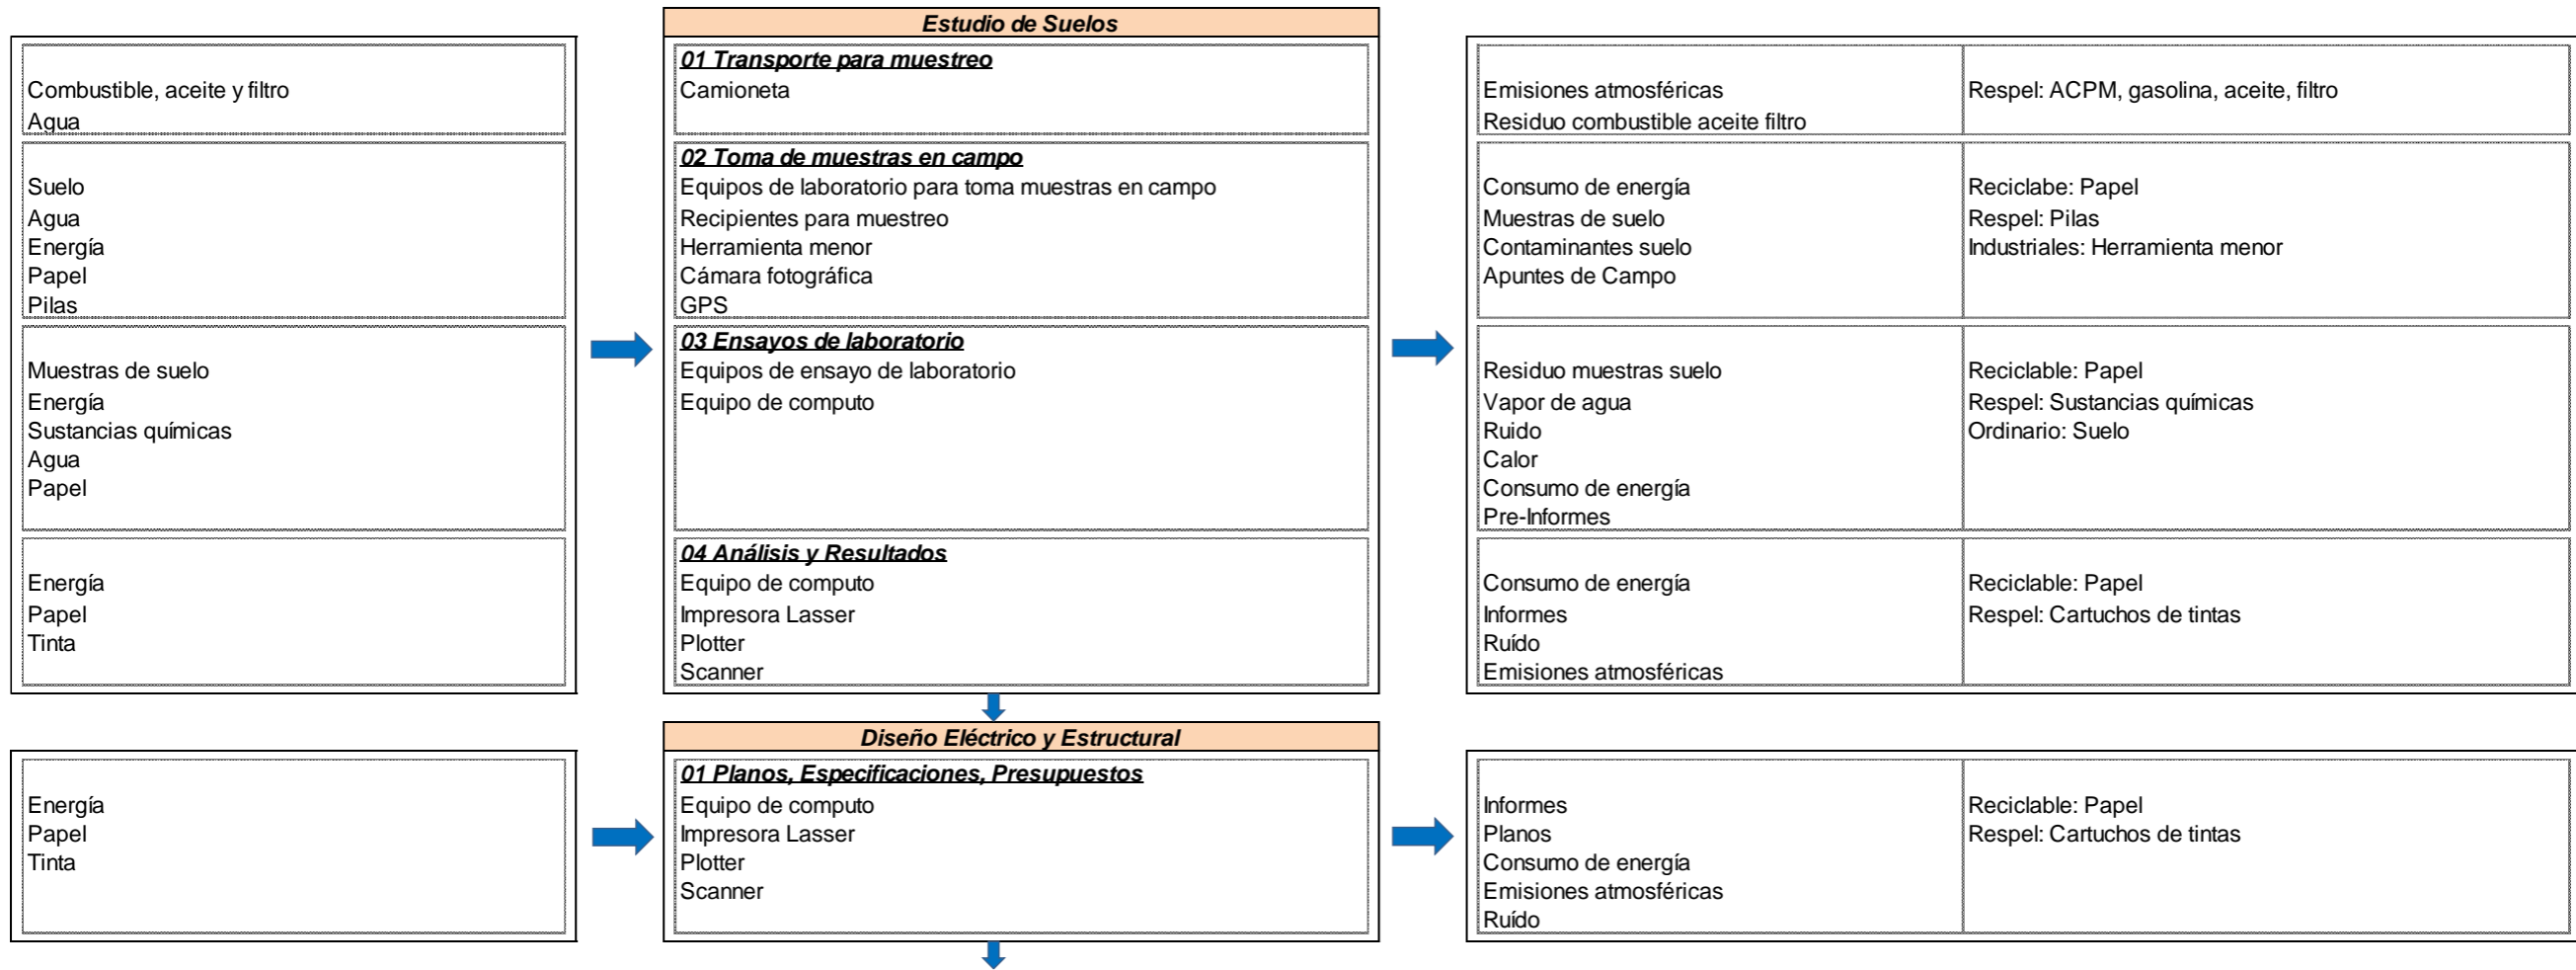 Estudio de Suelos
Combustible, aceite y filtro
Agua
01 Transporte para muestreo
Camioneta
Emisiones atmosféricas
Residuo combustible aceite filtro
Respel: ACPM, gasolina, aceite, filtro
Suelo
Agua
Energía
Papel
Pilas
02 Toma de muestras en campo
Equipos de laboratorio para toma muestras en campo
Recipientes para muestreo
Herramienta menor
Cámara fotográfica
GPS
Consumo de energía
Muestras de suelo
Contaminantes suelo
Apuntes de Campo
Reciclabe: Papel
Respel: Pilas
Industriales: Herramienta menor
Muestras de suelo
Energía
Sustancias químicas
Agua
Papel
03 Ensayos de laboratorio
Equipos de ensayo de laboratorio
Equipo de computo
Residuo muestras suelo
Vapor de agua
Ruido
Calor
Consumo de energía
Pre-Informes
Reciclable: Papel
Respel: Sustancias químicas
Ordinario: Suelo
Energía
Papel
Tinta
04 Análisis y Resultados
Equipo de computo
Impresora Lasser
Plotter
Scanner
Consumo de energía
Informes
Ruído
Emisiones atmosféricas
Reciclable: Papel
Respel: Cartuchos de tintas
Diseño Eléctrico y Estructural
Energía
Papel
Tinta
01 Planos, Especificaciones, Presupuestos
Equipo de computo
Impresora Lasser
Plotter
Scanner
Informes
Planos
Consumo de energía
Emisiones atmosféricas
Ruído
Reciclable: Papel
Respel: Cartuchos de tintas